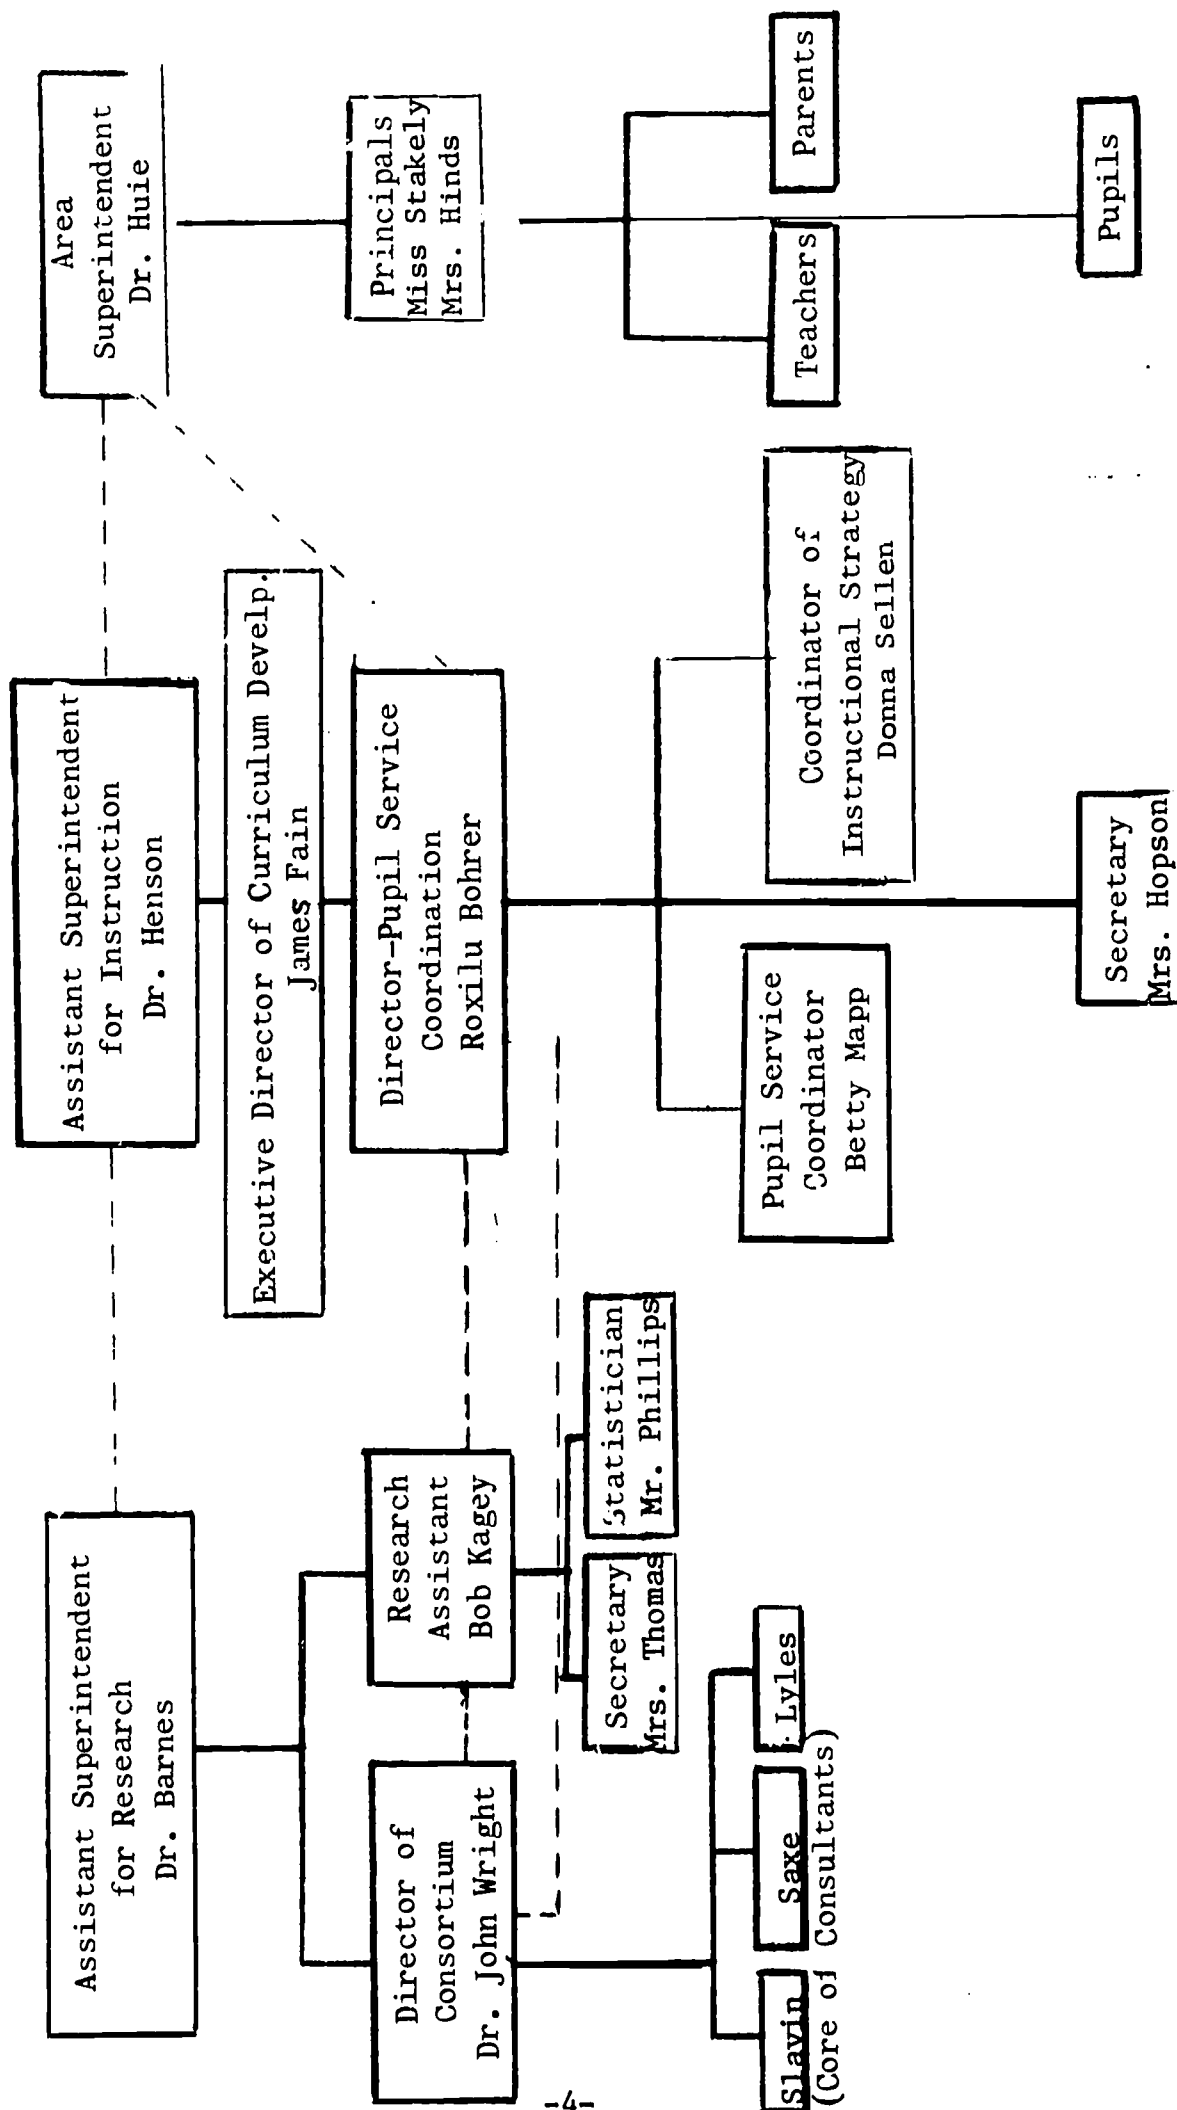 Assistant Superintendent
for Research
Dr. Barnes
Assistant Superintendent
for Instruction
Dr. Henson
Area
Superintendent
Dr. Huie
Executive Director of Curriculum Develp.
James Fain
Director of
Consortium
Dr. John Wright
Research
Assistant
Bob Kagey
Director-Pupil Service
Coordination
Roxilu Bohrer
Principals
Miss Stakely
Mrs. Hinds
Secretary
Mrs. Thomas
Statistician
Mr. Phillips
Slavin
Saxe
Lyles
(Core of Consultants)
Pupil Service
Coordinator
Betty Mapp
Coordinator of
Instructional Strategy
Donna Sellen
Teachers
Parents
Secretary
Mrs. Hopson
Pupils
-4-